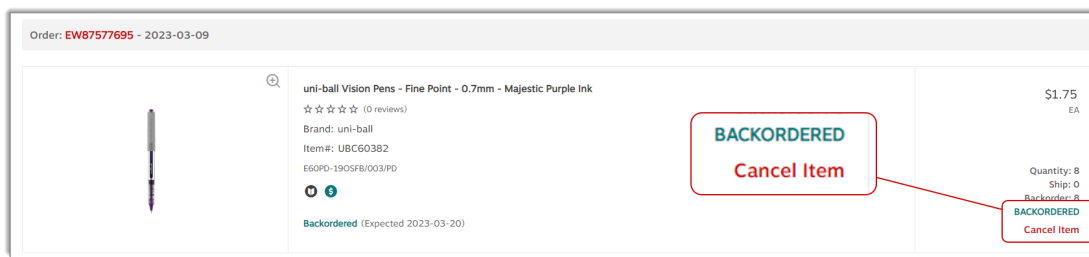 Order: EW87577695 - 2023-03-09
uni-ball Vision Pens - Fine Point - 0.7mm - Majestic Purple Ink
(0 reviews)
Brand: uni-ball
Item#: UBC60382
E60PD-19OSFB/003/PD
$
Backordered (Expected 2023-03-20)
BACKORDERED
Cancel Item
$1.75
EA
Quantity: 8
Ship: 0
Backorder: 8
BACKORDERED
Cancel Item